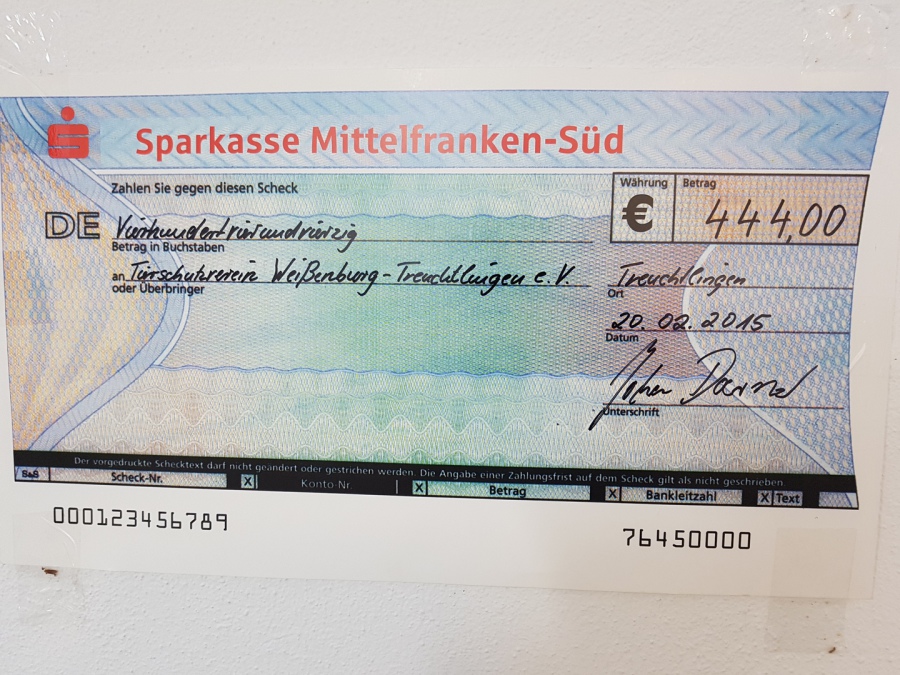 Sparkasse Mittelfranken-Süd
Zahlen Sie gegen diesen Scheck
Währung Betrag
€ 444,00
DE Vierhundertvierundvierzig
Betrag in Buchstaben
an Tierschutzverein Weißenburg-Treuchtlingen e.V. Treuchtlingen
oder Überbringer Ort
20.02.2015
Datum
Unterschrift
Der vorgedruckte Schecktext darf nicht geändert oder gestrichen werden. Die Angabe einer Zahlungsfrist auf dem Scheck gilt als nicht geschrieben.
Scheck-Nr. X Konto Nr. X Betrag X Bankleitzahl X Text
000123456789 76450000